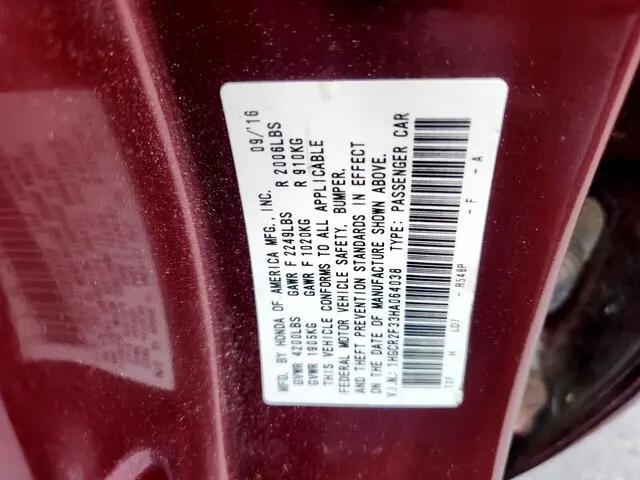 MFD. BY HONDA OF AMERICA MFG., INC. 09/'16
GVWR 4200LBS GAWR F 2249LBS R 2006LBS
GVWR 1905KG GAWR F 1020KG R 910KG
THIS VEHICLE CONFORMS TO ALL APPLICABLE
FEDERAL MOTOR VEHICLE SAFETY, BUMPER,
AND THEFT PREVENTION STANDARDS IN EFFECT
ON THE DATE OF MANUFACTURE SHOWN ABOVE.
V.I.N.: 1HGCR2F33HA064038 TYPE: PASSENGER CAR
H LD7 - R548P - F - A